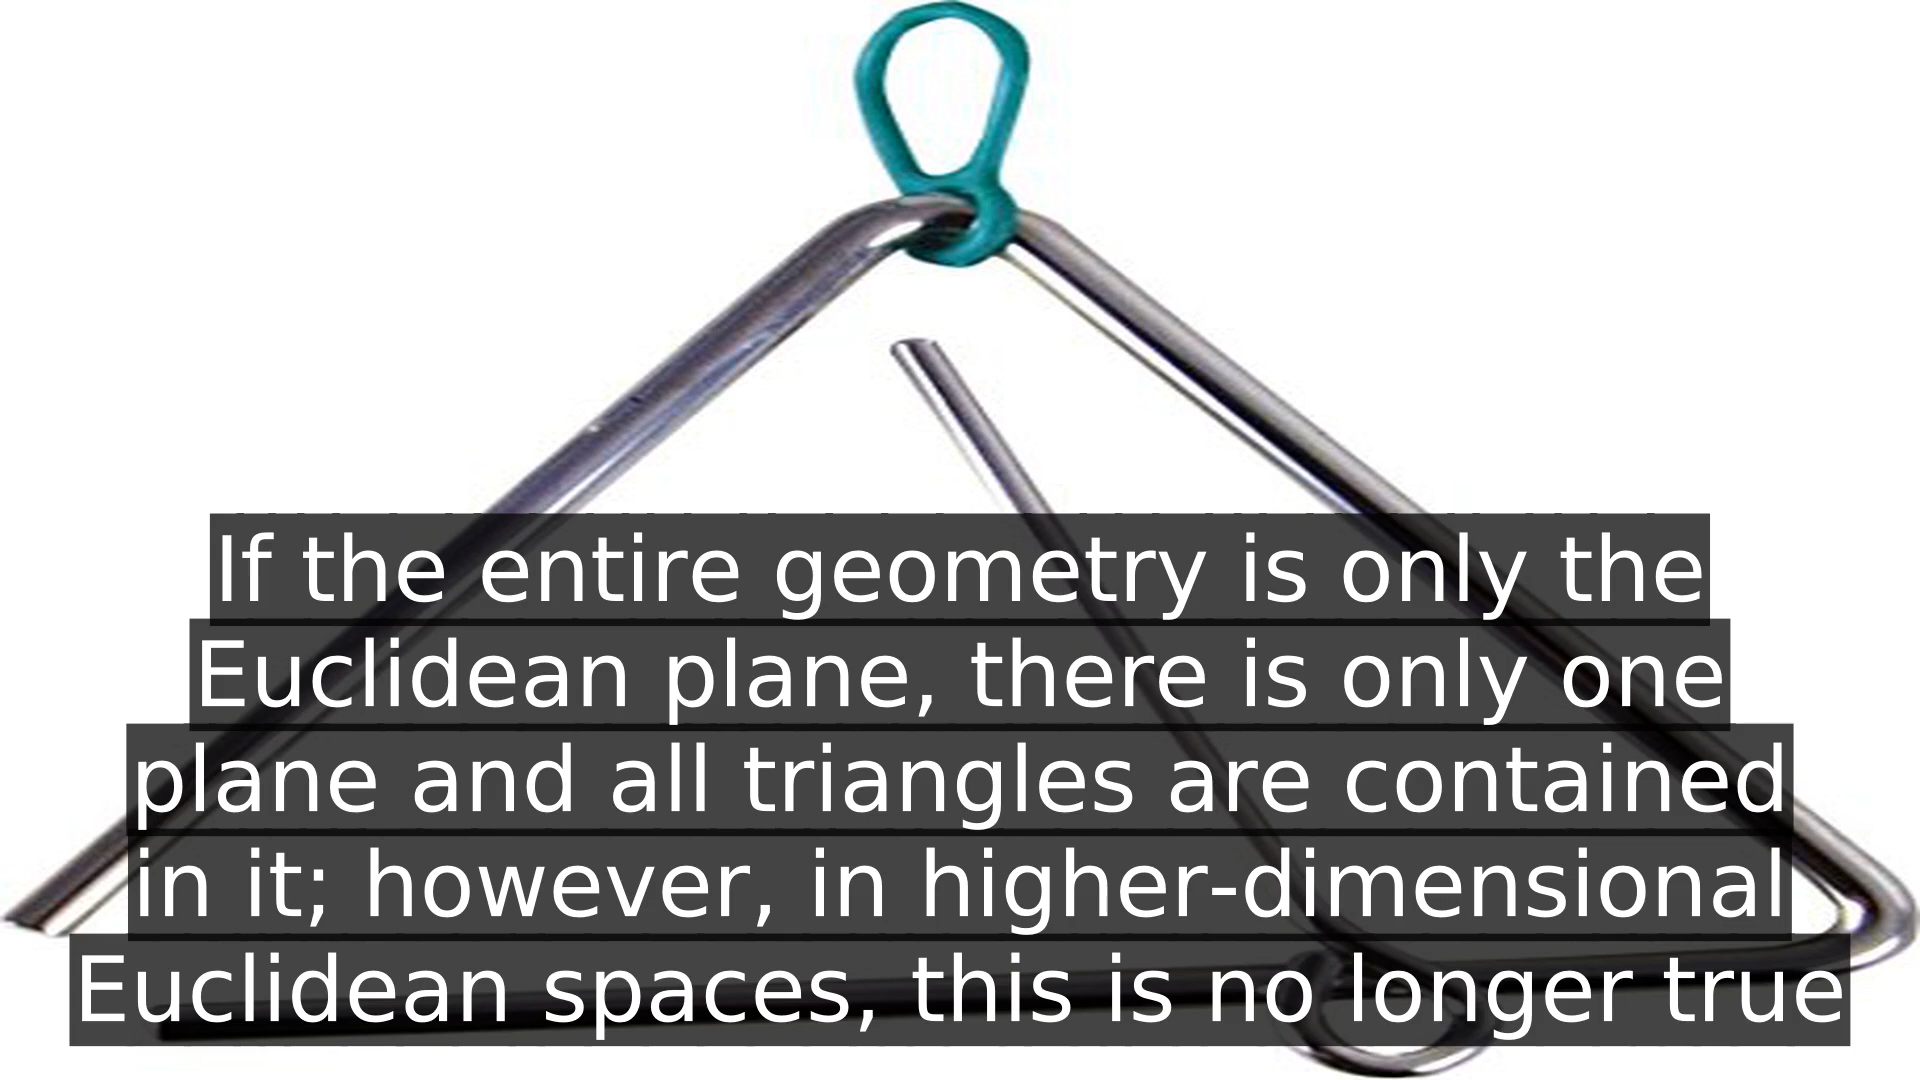 If the entire geometry is only the
Euclidean plane, there is only one
plane and all triangles are contained
in it; however, in higher-dimensional
Euclidean spaces, this is no longer true